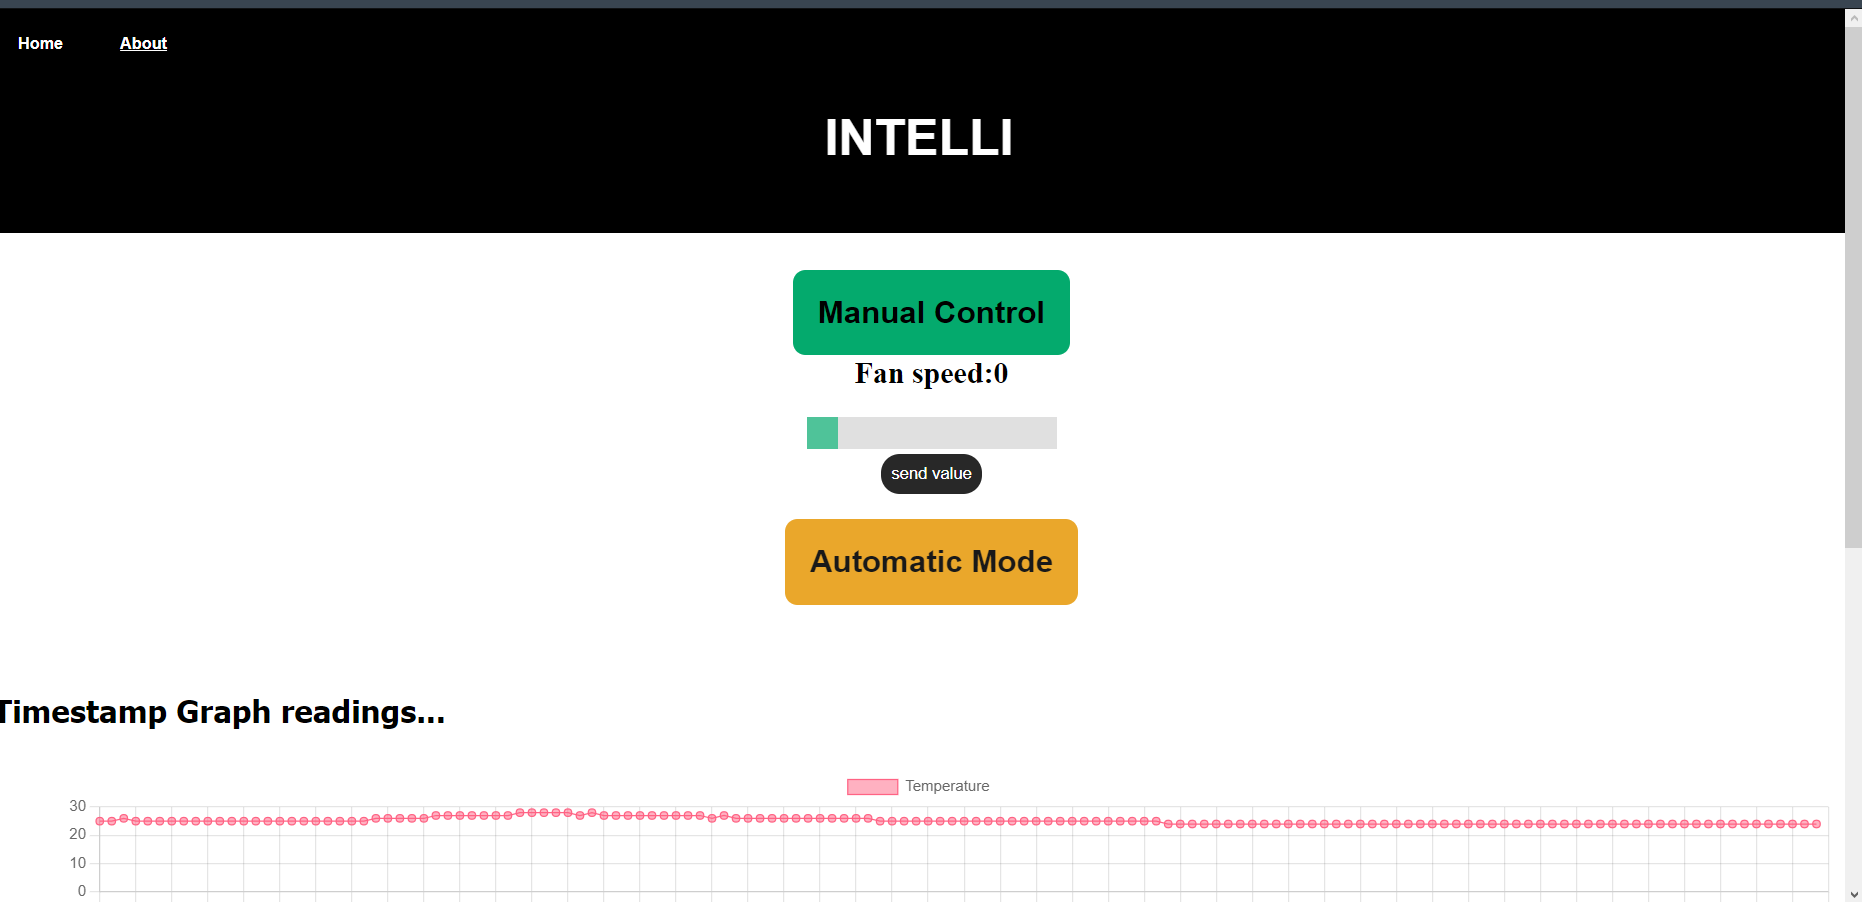 Home About
INTELLI
Manual Control
Fan speed:0
send value
Automatic Mode
Timestamp Graph readings...
Temperature
30
20
10
0